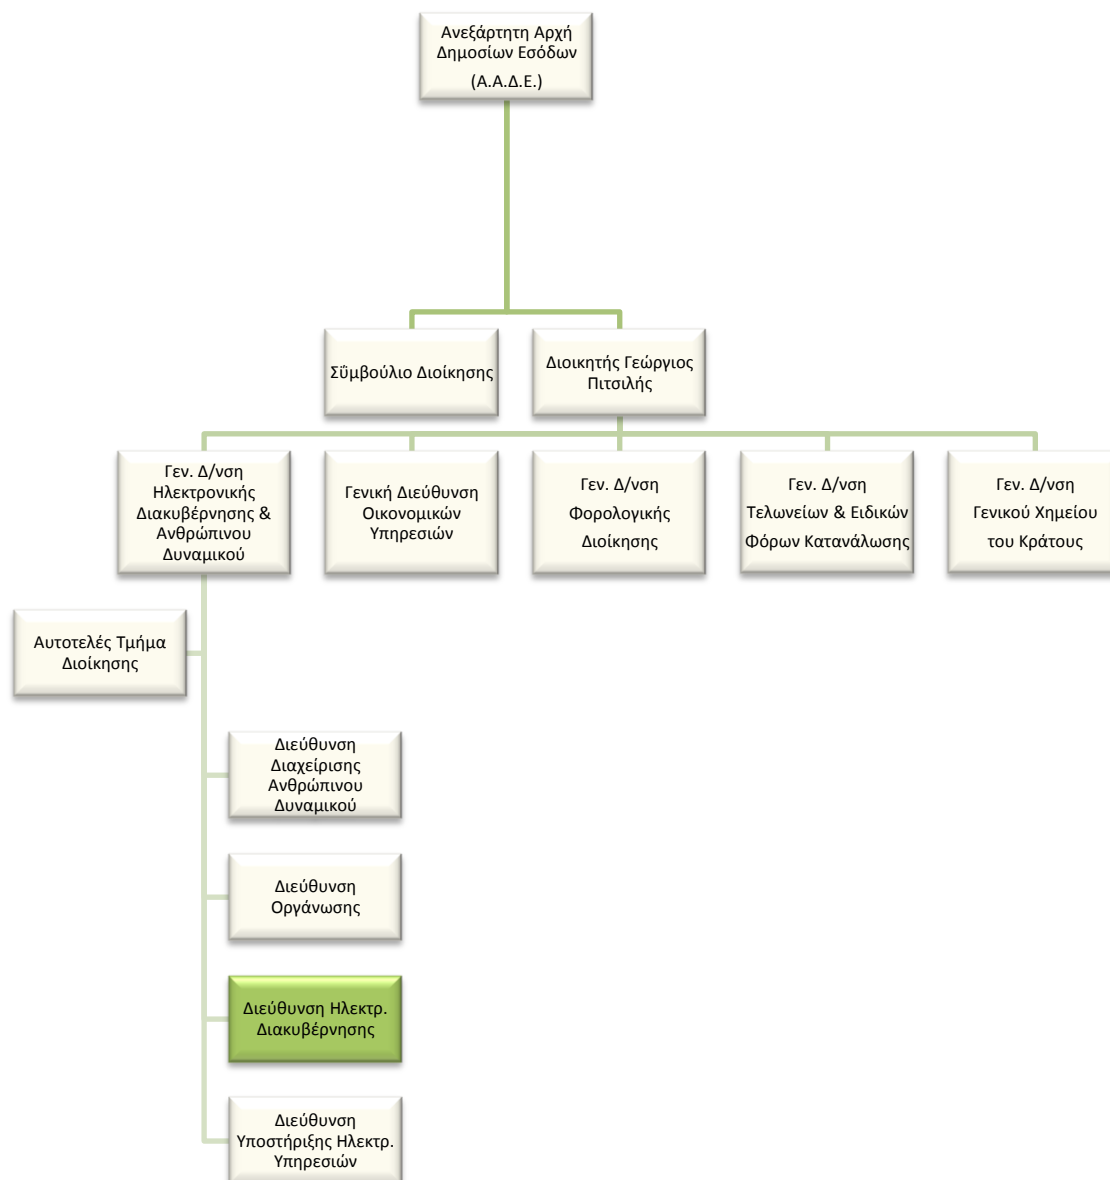 Ανεξάρτητη Αρχή
Δημοσίων Εσόδων
(Α.Α.Δ.Ε.)
Σΰμβούλιο Διοίκησης
Διοικητής Γεώργιος
Πιτσιλής
Γεν. Δ/νση
Ηλεκτρονικής
Διακυβέρνησης &
Ανθρώπινου
Δυναμικού
Γενική Διεύθυνση
Οικονομικών
Υπηρεσιών
Γεν. Δ/νση
Φορολογικής
Διοίκησης
Γεν. Δ/νση
Τελωνείων & Ειδικών
Φόρων Κατανάλωσης
Γεν. Δ/νση
Γενικού Χημείου
του Κράτους
Αυτοτελές Τμήμα
Διοίκησης
Διεύθυνση
Διαχείρισης
Ανθρώπινου
Δυναμικού
Διεύθυνση
Οργάνωσης
Διεύθυνση Ηλεκτρ.
Διακυβέρνησης
Διεύθυνση
Υποστήριξης Ηλεκτρ.
Υπηρεσιών